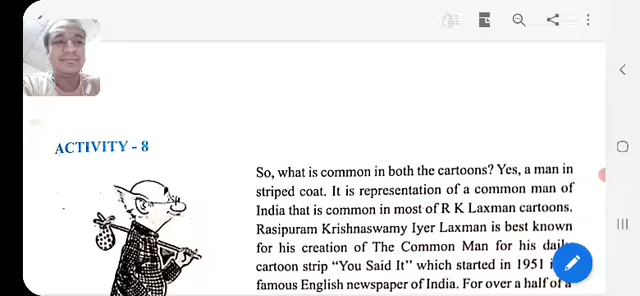 ACTIVITY - 8
So, what is common in both the cartoons? Yes, a man in
striped coat. It is representation of a common man of
India that is common in most of R K Laxman cartoons.
Rasipuram Krishnaswamy Iyer Laxman is best known
for his creation of The Common Man for his daily
cartoon strip "You Said It" which started in 1951
famous English newspaper of India. For over a half of a